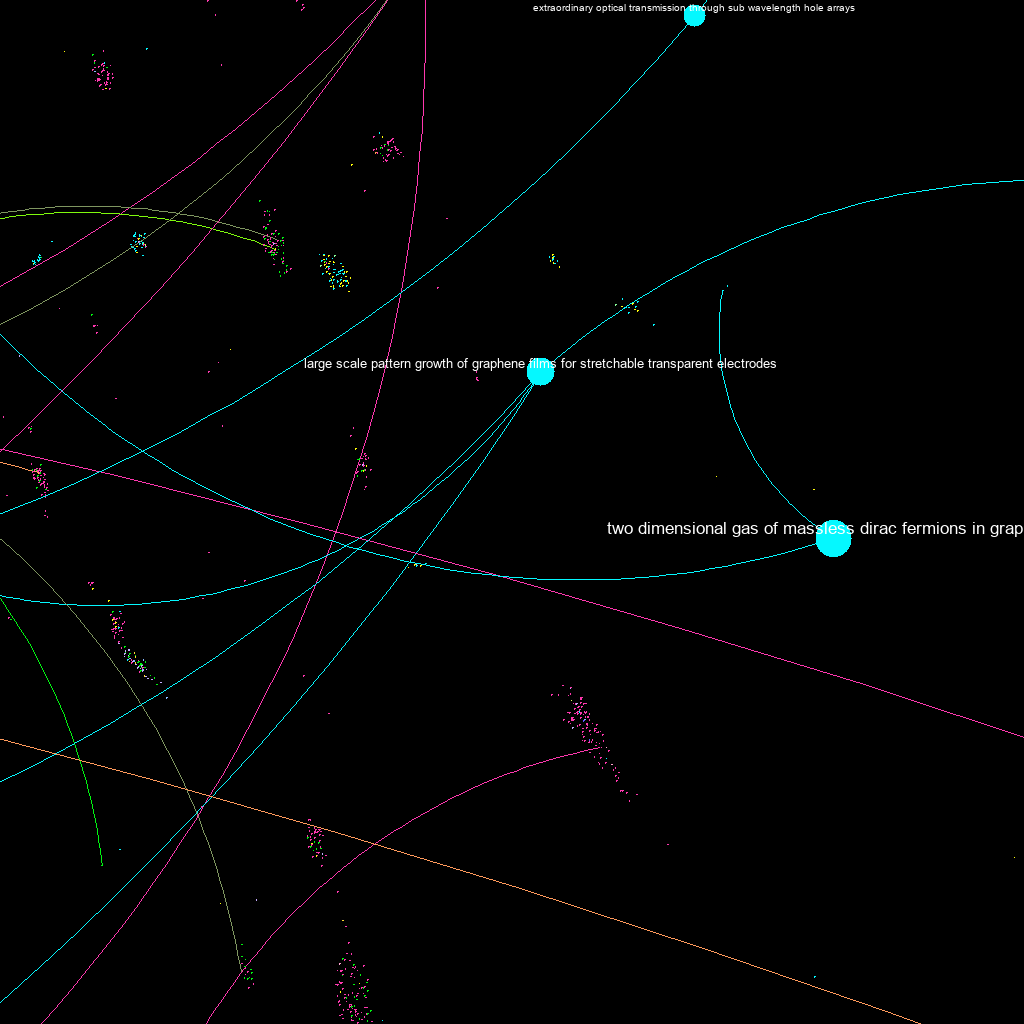 extraordinary optical transmission through sub wavelength hole arrays
large scale pattern growth of graphene films for stretchable transparent electrodes
two dimensional gas of massless dirac fermions in grap